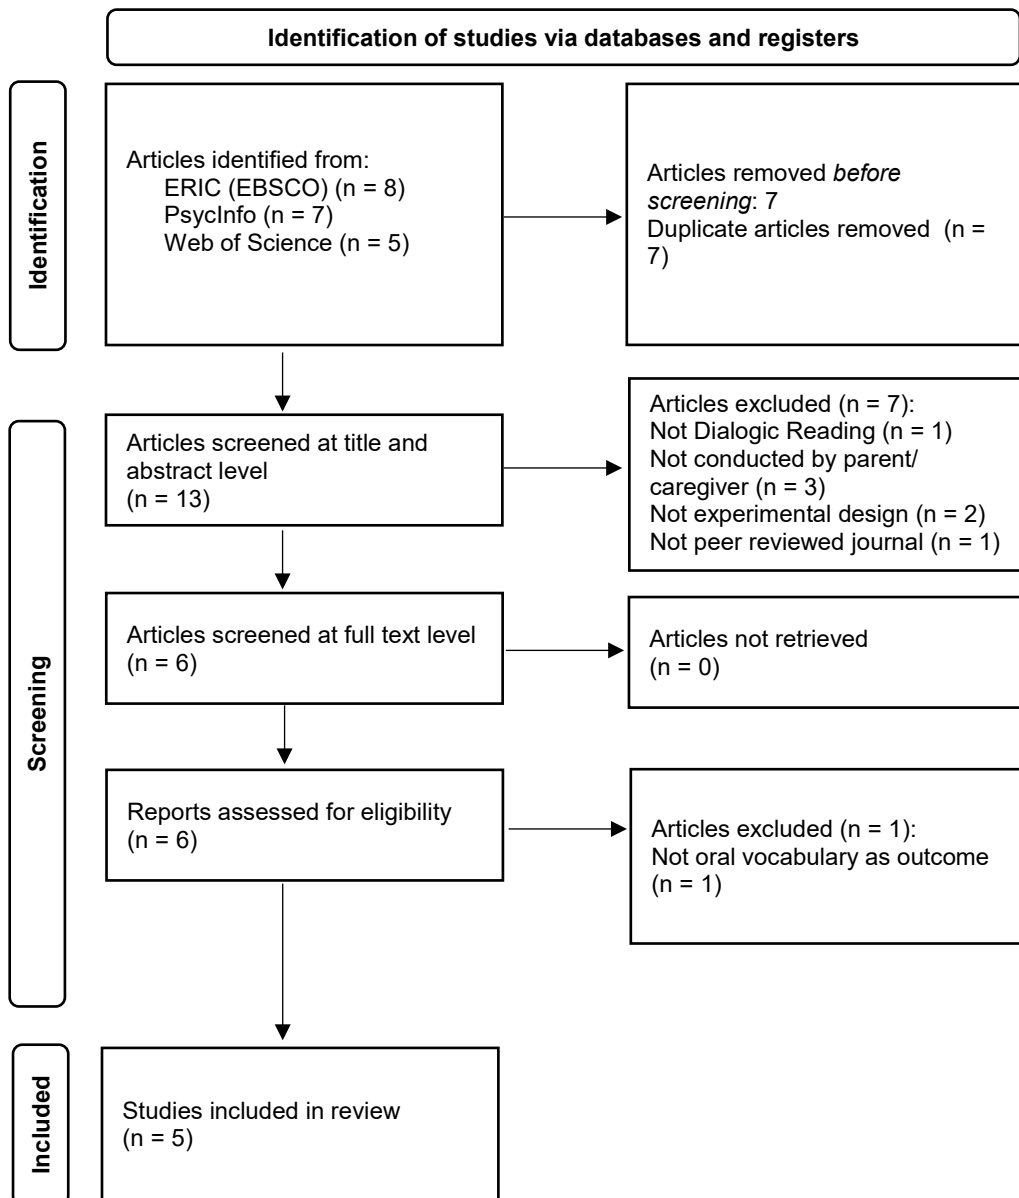 Identification of studies via databases and registers
Identification
Articles identified from:
ERIC (EBSCO) (n = 8)
PsycInfo (n = 7)
Web of Science (n = 5)
Articles removed before
screening: 7
Duplicate articles removed (n =
7)
Screening
Articles screened at title and
abstract level
(n = 13)
Articles excluded (n = 7):
Not Dialogic Reading (n = 1)
Not conducted by parent/
caregiver (n = 3)
Not experimental design (n = 2)
Not peer reviewed journal (n = 1)
Articles screened at full text level
(n = 6)
Articles not retrieved
(n = 0)
Reports assessed for eligibility
(n = 6)
Articles excluded (n = 1):
Not oral vocabulary as outcome
(n = 1)
Included
Studies included in review
(n = 5)